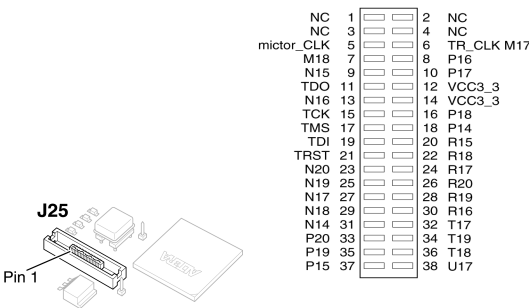 NC 1 2 NC
NC 3 4 NC
mictor_CLK 5 6 TR_CLK M17
M18 7 8 P16
N15 9 10 P17
TDO 11 12 VCC3_3
N16 13 14 VCC3_3
TCK 15 16 P18
TMS 17 18 P14
TDI 19 20 R15
TRST 21 22 R18
N20 23 24 R17
N19 25 26 R20
N17 27 28 R19
N18 29 30 R16
N14 31 32 T17
P20 33 34 T19
P19 35 36 T18
P15 37 38 U17
J25
Pin 1
ALTERA